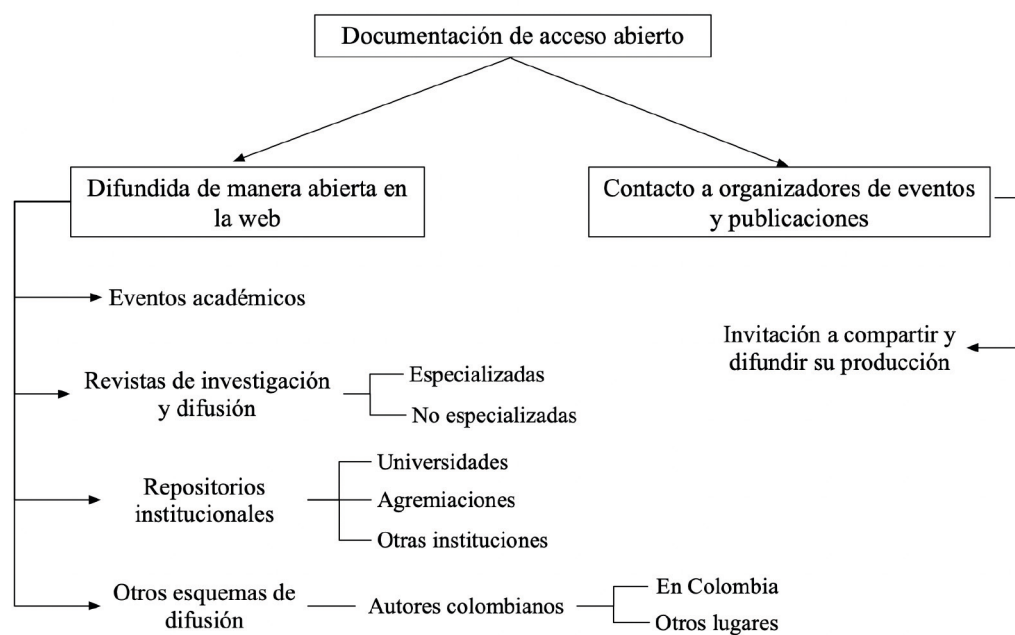 Documentación de acceso abierto
Difundida de manera abierta en
la web
Contacto a organizadores de eventos
y publicaciones
Eventos académicos
Invitación a compartir y
difundir su producción
Revistas de investigación
y difusión
Especializadas
No especializadas
Repositorios
institucionales
Universidades
Agremiaciones
Otras instituciones
Otros esquemas de
difusión
Autores colombianos
En Colombia
Otros lugares